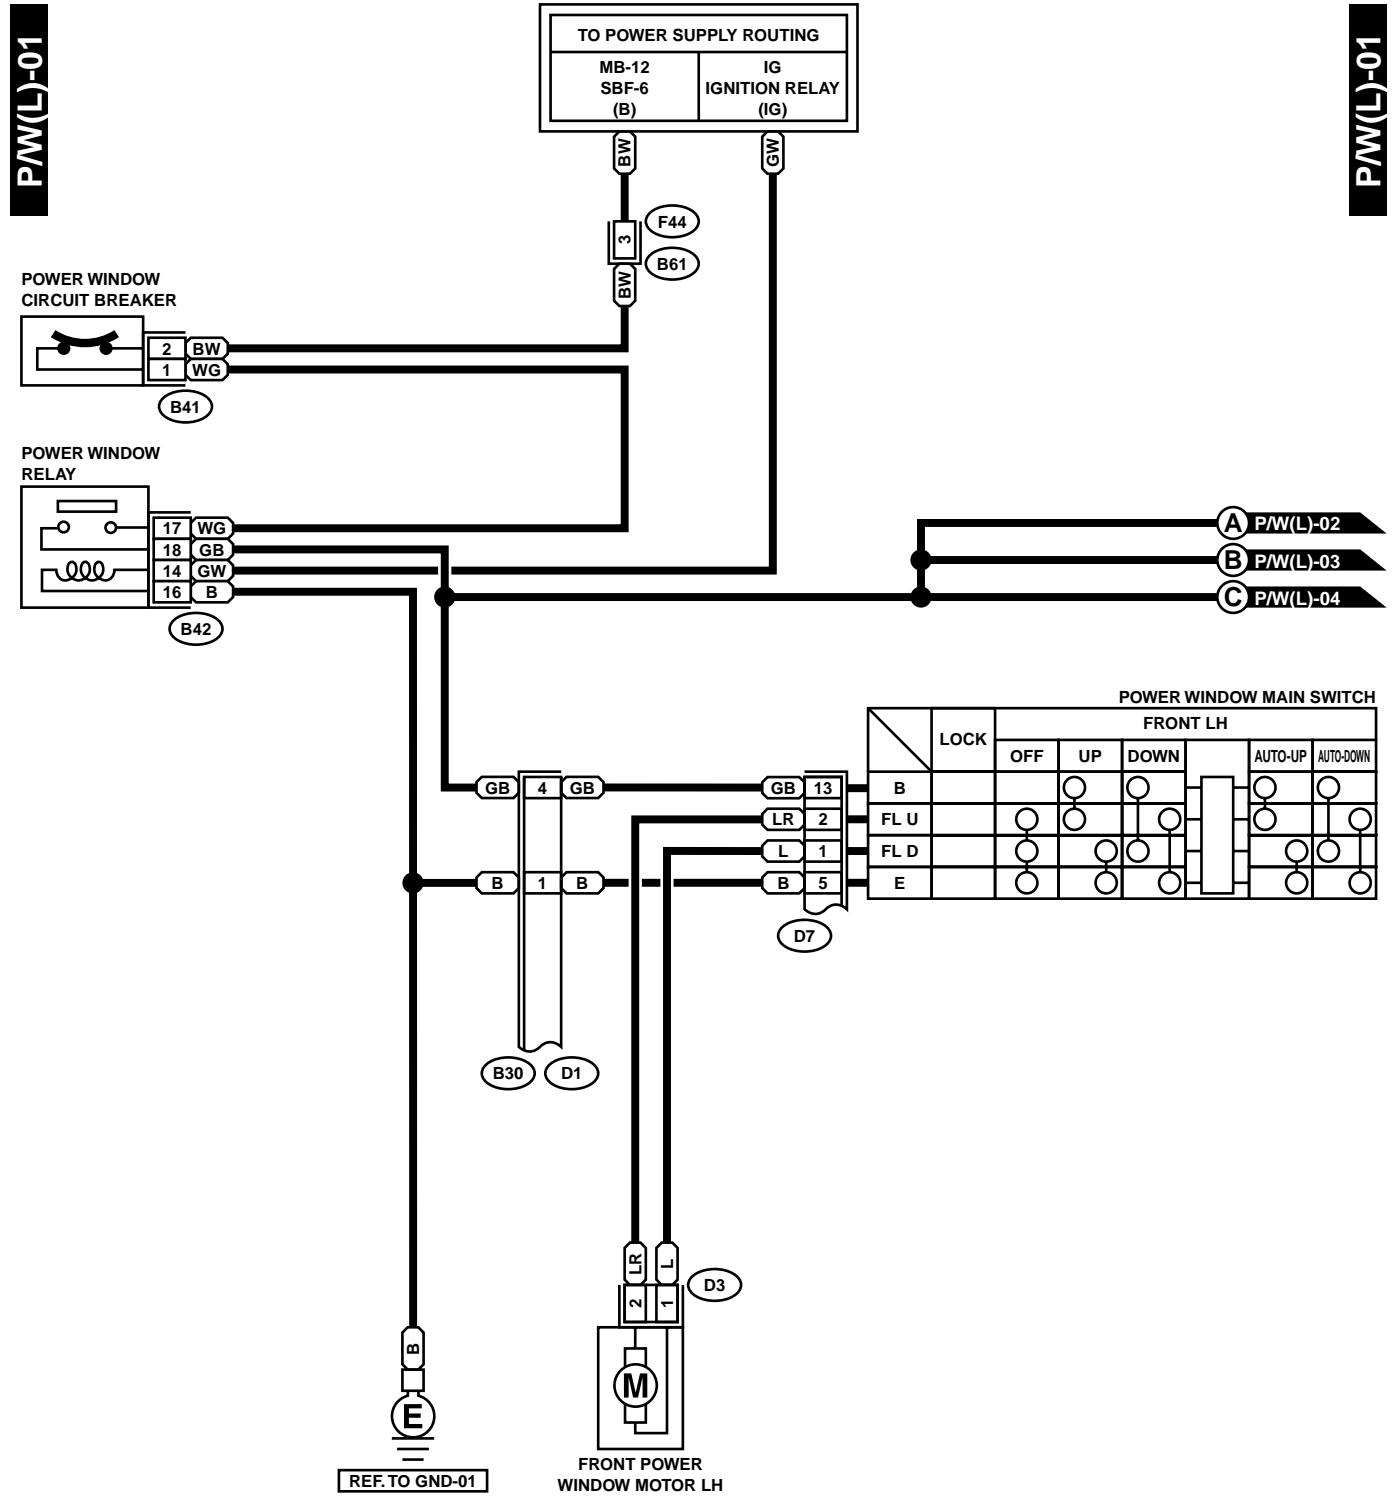 P/W(L)-01
P/W(L)-01
TO POWER SUPPLY ROUTING
MB-12
SBF-6
(B)
IG
IGNITION RELAY
(IG)
BW
GW
3
F44
B61
BW
POWER WINDOW
CIRCUIT BREAKER
2 BW
1 WG
B41
POWER WINDOW
RELAY
17 WG
18 GB
14 GW
16 B
B42
A P/W(L)-02
B P/W(L)-03
C P/W(L)-04
POWER WINDOW MAIN SWITCH
LOCK
FRONT LH
OFF UP DOWN AUTO-UP AUTO-DOWN
GB 4 GB GB 13 B
LR 2 FL U
L 1 FL D
B 1 B B 5 E
D7
B30 D1
LR L
D3
2 1
B
M
E
REF. TO GND-01
FRONT POWER
WINDOW MOTOR LH